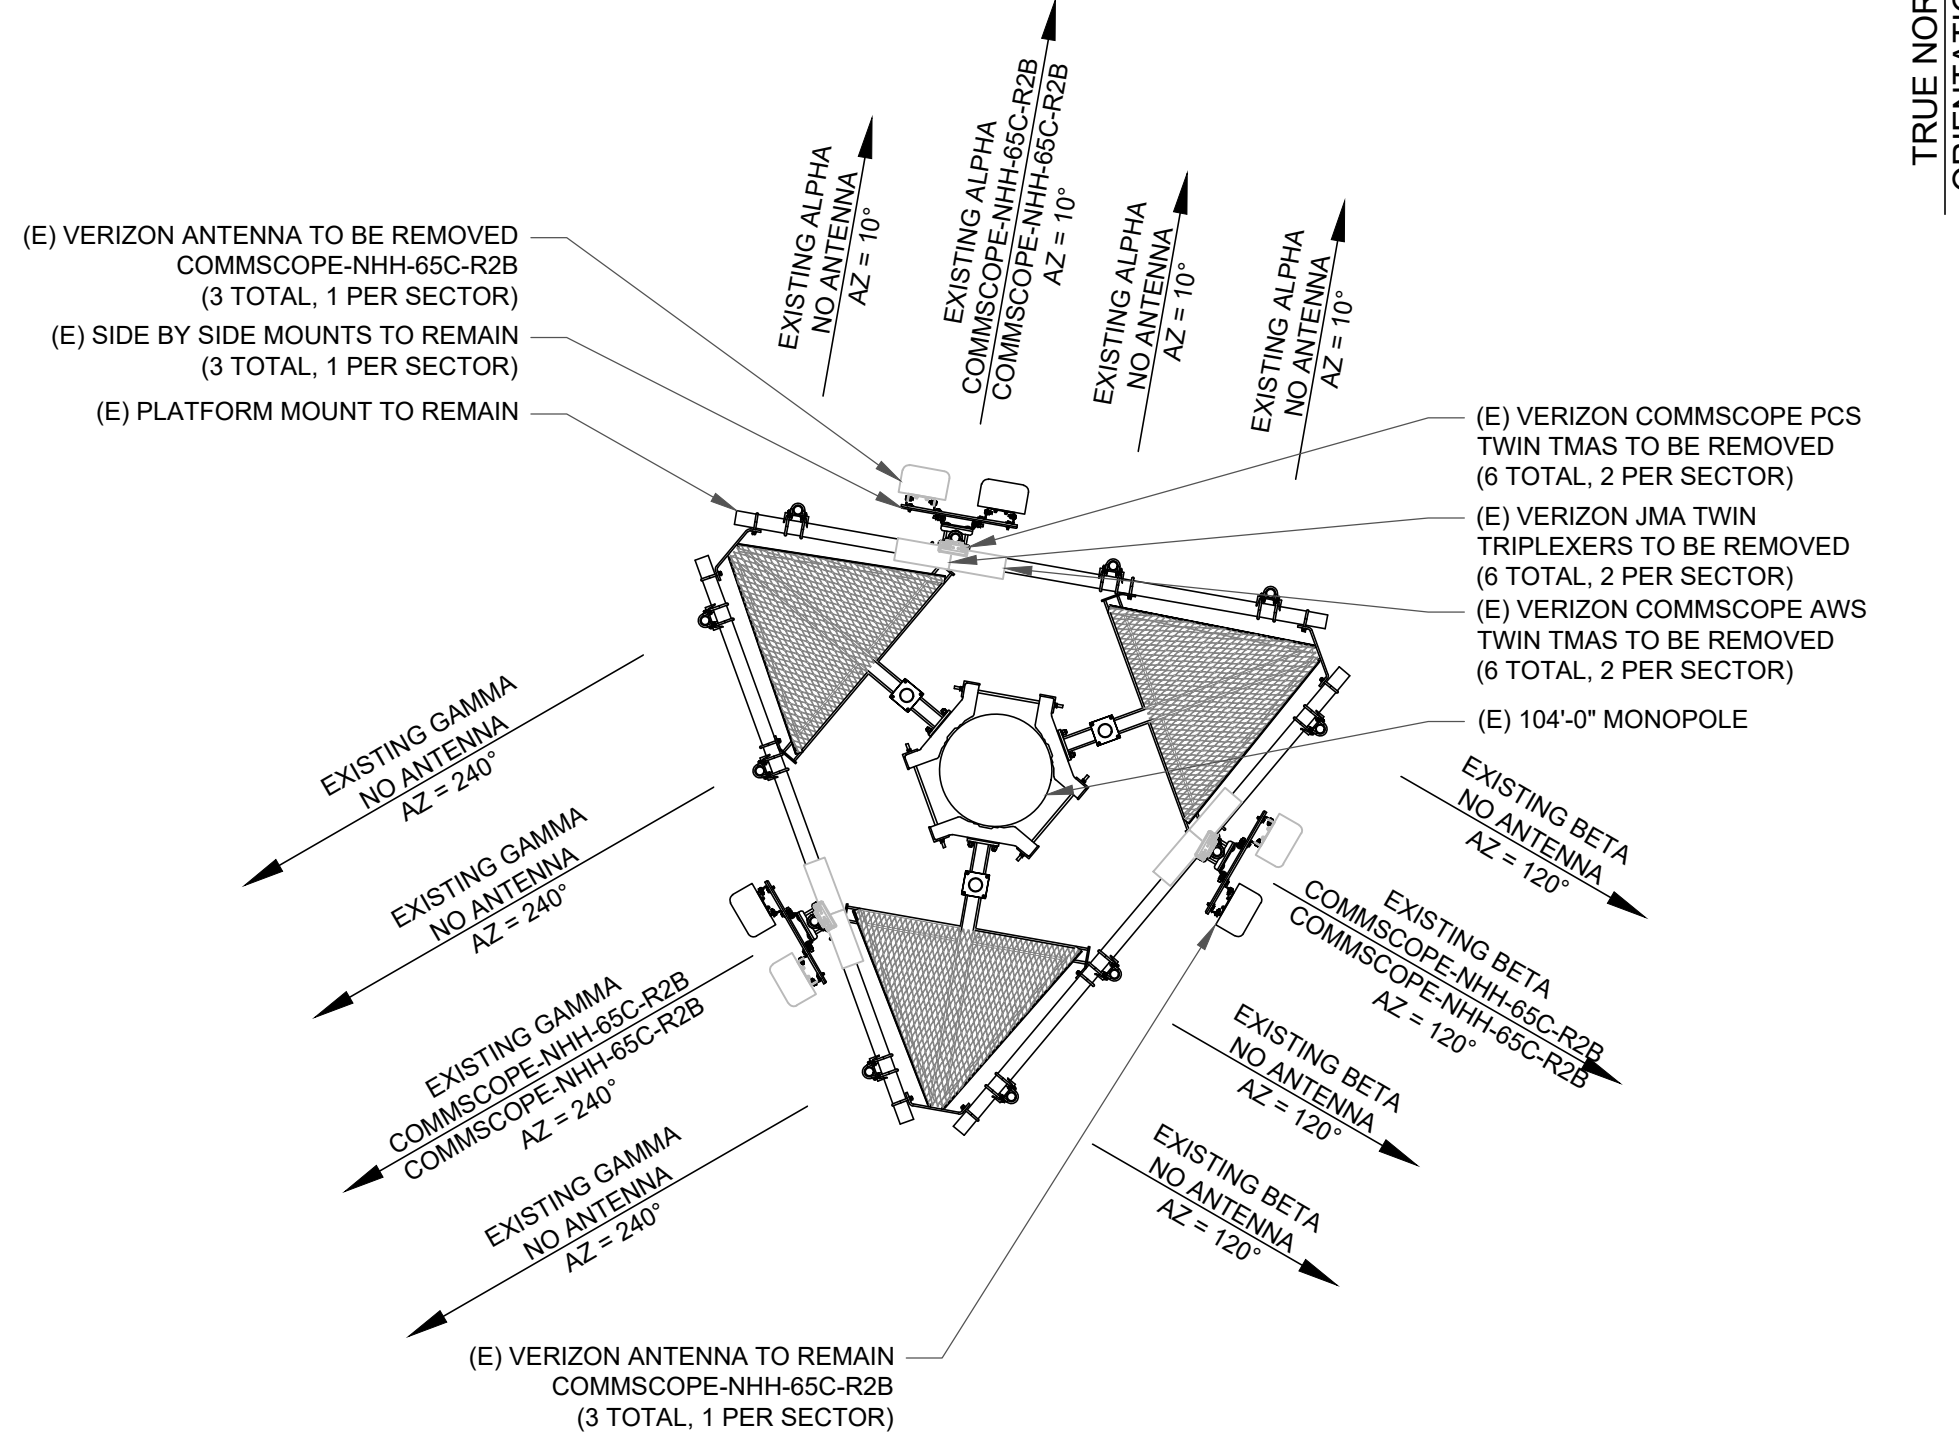 TRUE NOR
EXISTING ALPHA
NO ANTENNA
AZ = 10°
EXISTING ALPHA
COMMSCOPE-NHH-65C-R2B
COMMSCOPE-NHH-65C-R2B
AZ = 10°
EXISTING ALPHA
NO ANTENNA
AZ = 10°
EXISTING ALPHA
NO ANTENNA
AZ = 10°
(E) VERIZON ANTENNA TO BE REMOVED
COMMSCOPE-NHH-65C-R2B
(3 TOTAL, 1 PER SECTOR)
(E) SIDE BY SIDE MOUNTS TO REMAIN
(3 TOTAL, 1 PER SECTOR)
(E) PLATFORM MOUNT TO REMAIN
(E) VERIZON COMMSCOPE PCS
TWIN TMAS TO BE REMOVED
(6 TOTAL, 2 PER SECTOR)
(E) VERIZON JMA TWIN
TRIPLEXERS TO BE REMOVED
(6 TOTAL, 2 PER SECTOR)
(E) VERIZON COMMSCOPE AWS
TWIN TMAS TO BE REMOVED
(6 TOTAL, 2 PER SECTOR)
(E) 104'-0" MONOPOLE
EXISTING GAMMA
NO ANTENNA
AZ = 240°
EXISTING GAMMA
NO ANTENNA
AZ = 240°
EXISTING GAMMA
COMMSCOPE-NHH-65C-R2B
COMMSCOPE-NHH-65C-R2B
AZ = 240°
EXISTING GAMMA
NO ANTENNA
AZ = 240°
EXISTING BETA
NO ANTENNA
AZ = 120°
EXISTING BETA
COMMSCOPE-NHH-65C-R2B
COMMSCOPE-NHH-65C-R2B
AZ = 120°
EXISTING BETA
NO ANTENNA
AZ = 120°
EXISTING BETA
NO ANTENNA
AZ = 120°
(E) VERIZON ANTENNA TO REMAIN
COMMSCOPE-NHH-65C-R2B
(3 TOTAL, 1 PER SECTOR)